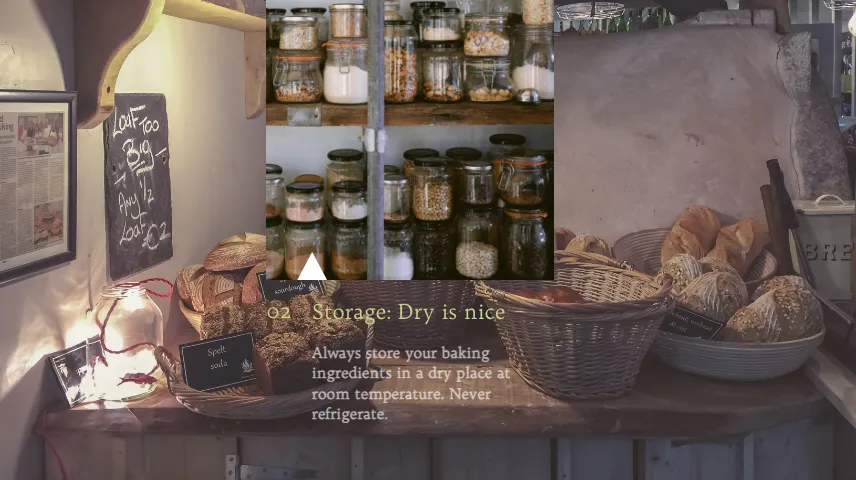 Loaf Too
Big
Any 1/2
Loaf £2
sourdough
02 Storage: Dry is nice
Always store your baking
ingredients in a dry place at
room temperature. Never
refrigerate.
Spelt
soda
BRE